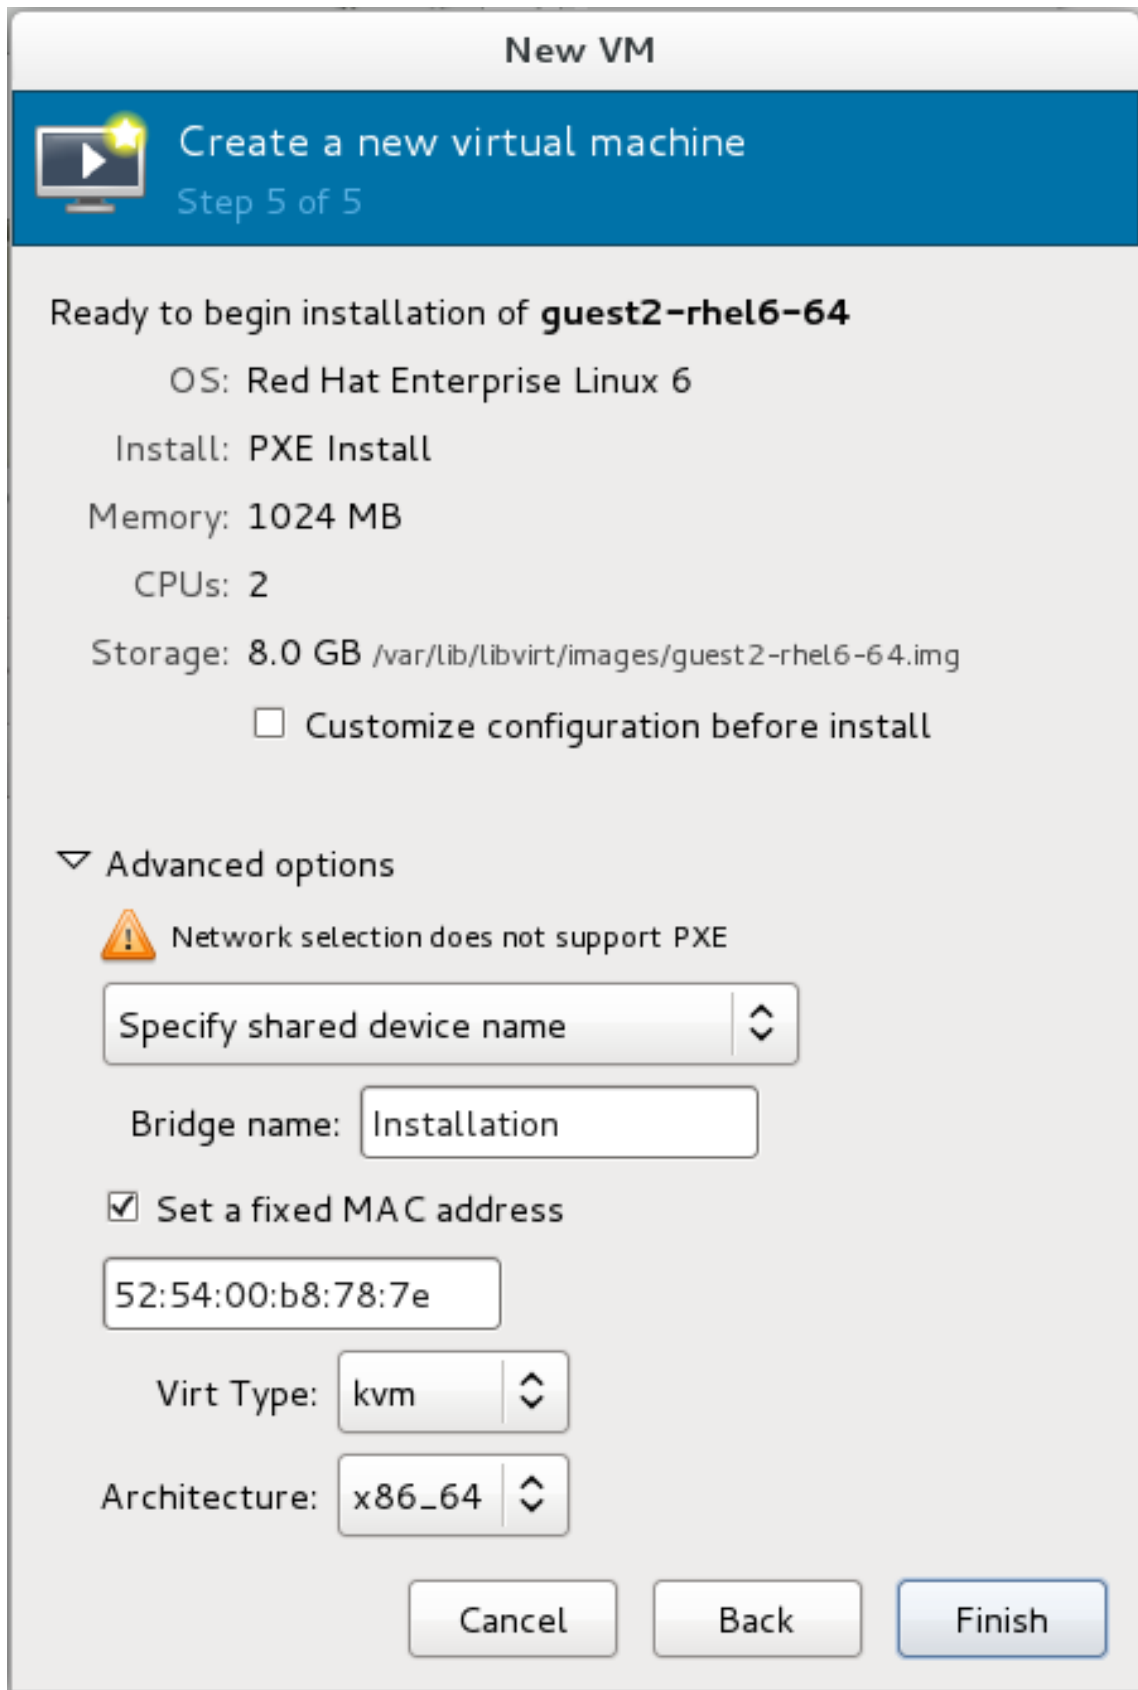 New VM
Create a new virtual machine
Step 5 of 5
Ready to begin installation of guest2-rhel6-64
OS: Red Hat Enterprise Linux 6
Install: PXE Install
Memory: 1024 MB
CPUs: 2
Storage: 8.0 GB /var/lib/libvirt/images/guest2-rhel6-64.img
Customize configuration before install
Advanced options
Network selection does not support PXE
Specify shared device name
Bridge name: Installation
Set a fixed MAC address
52:54:00:b8:78:7e
Virt Type: kvm
Architecture: x86_64
Cancel Back Finish